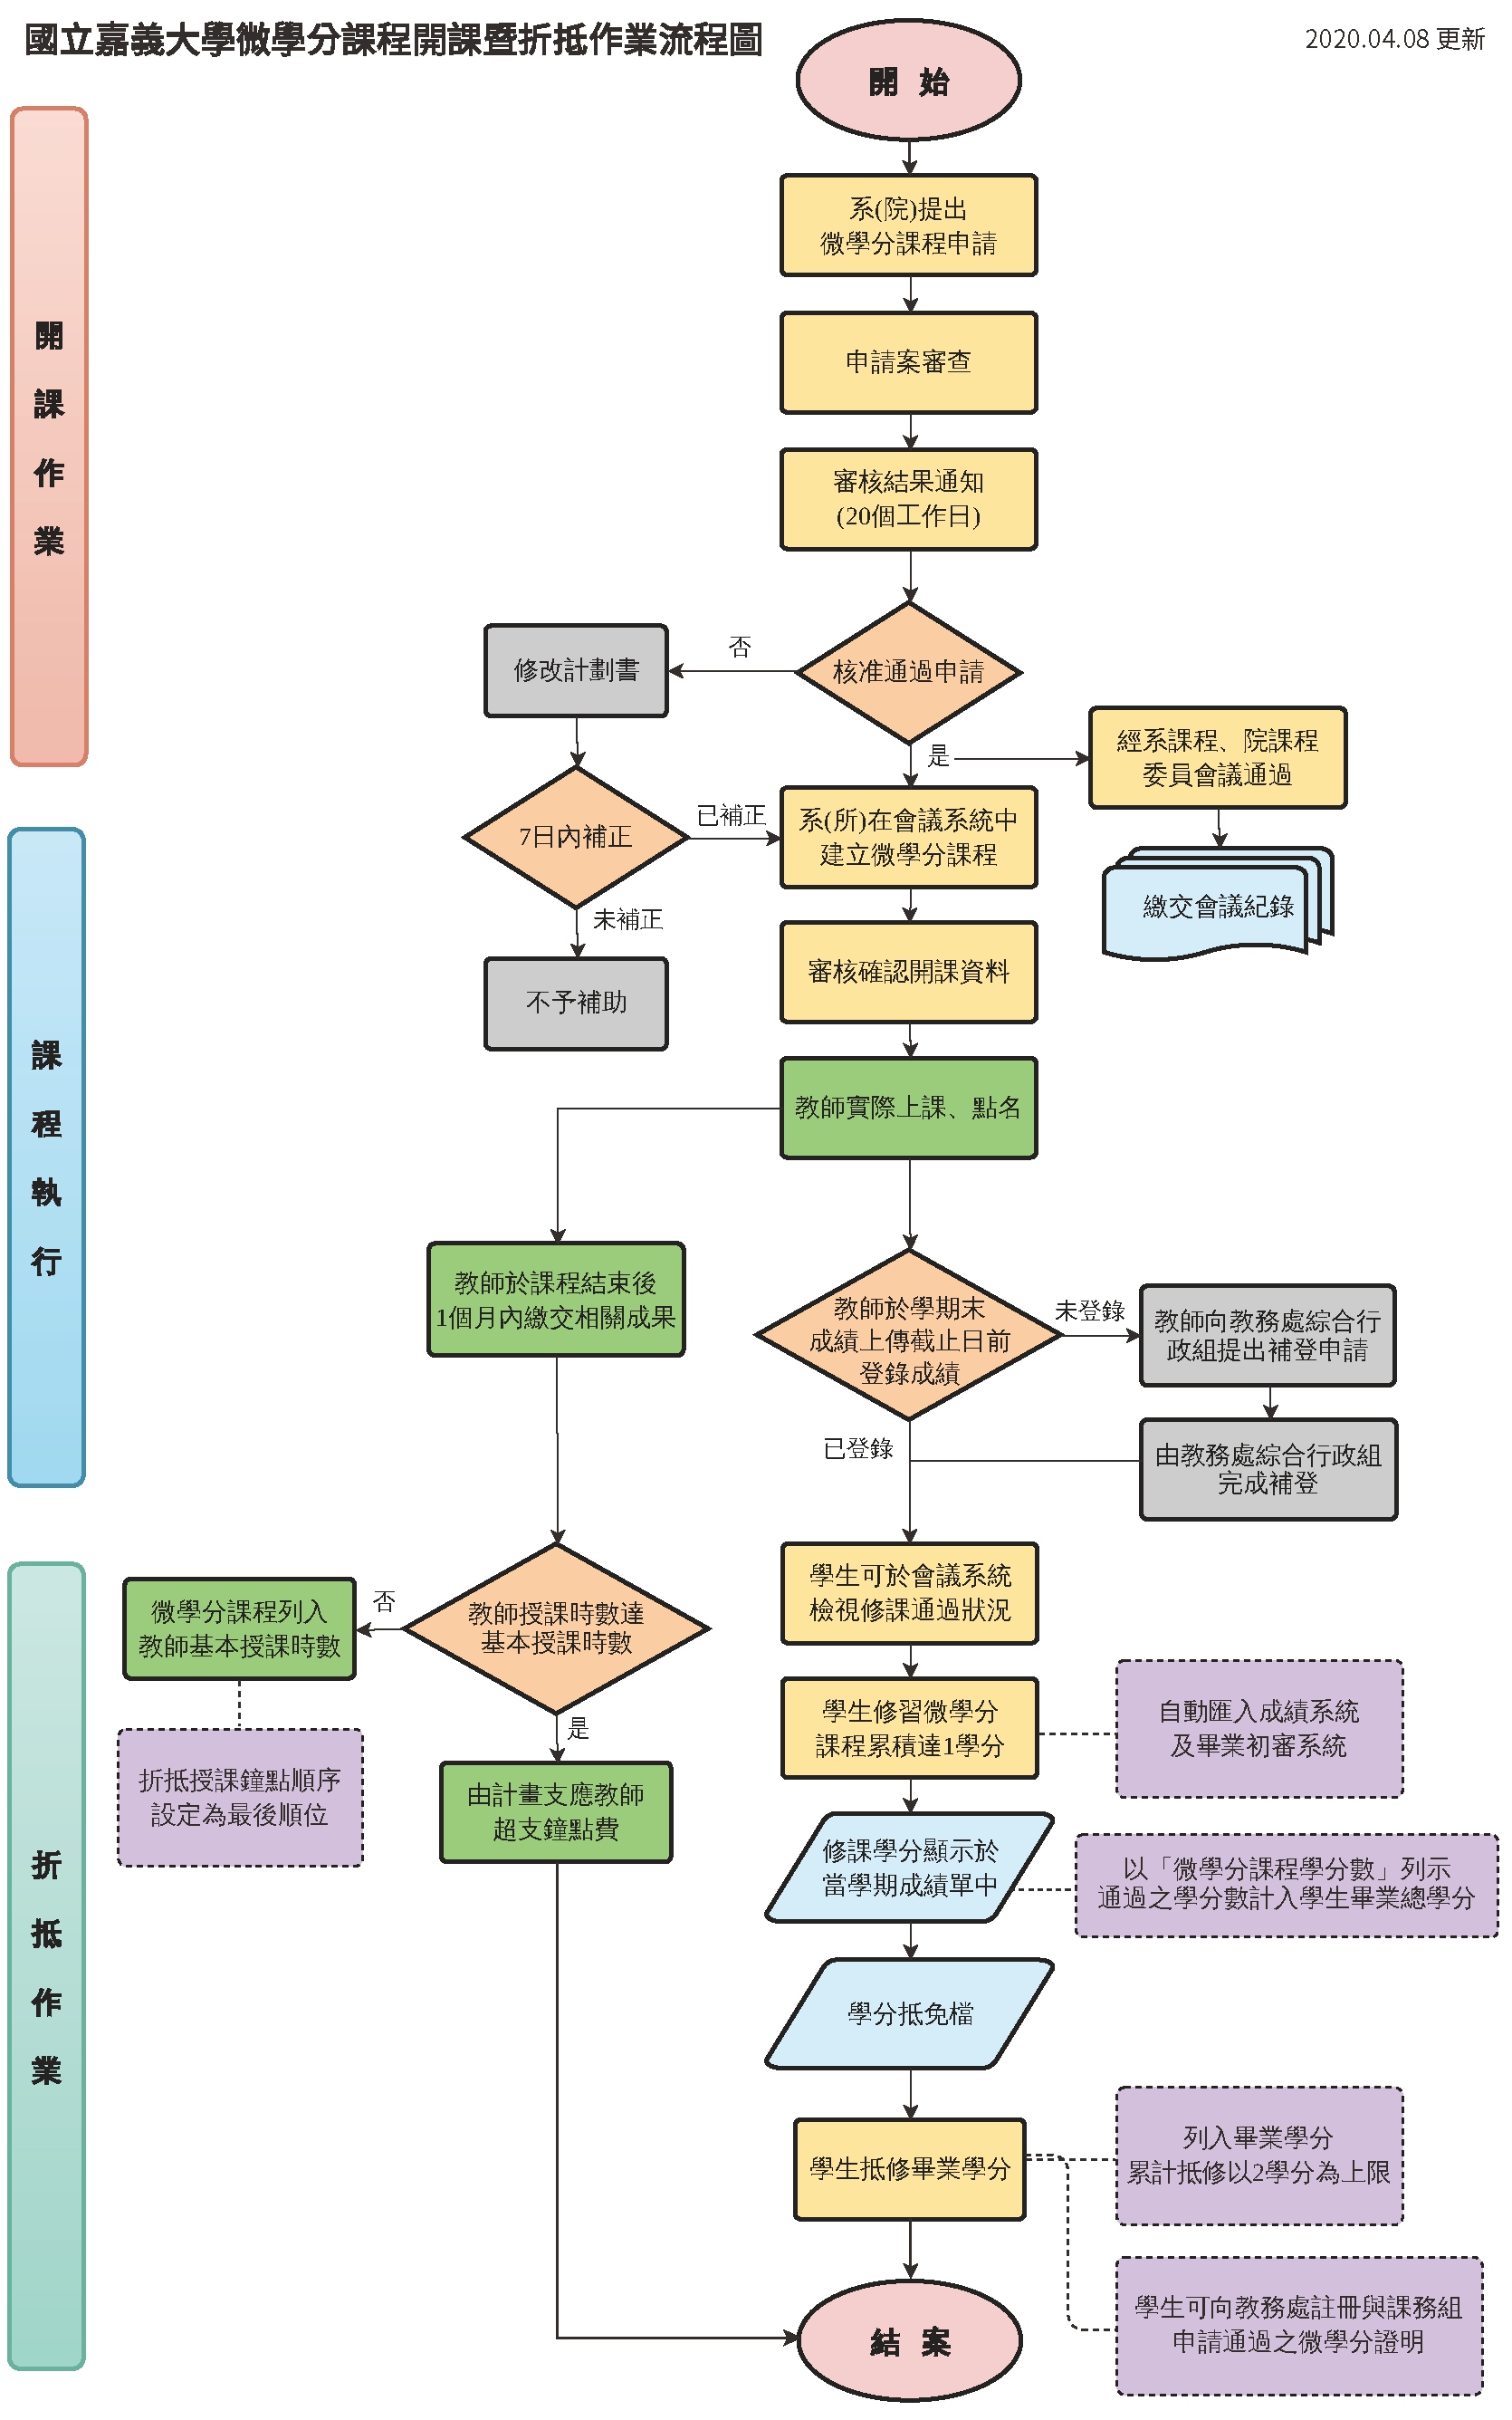 國立嘉義大學微學分課程開課暨折抵作業流程圖
2020.04.08 更新
開始
開課作業
系(院)提出
微學分課程申請
申請案審查
審核結果通知
(20個工作日)
核准通過申請
否
修改計劃書
是
經系課程、院課程
委員會議通過
繳交會議紀錄
7日內補正
已補正
系(所)在會議系統中
建立微學分課程
未補正
不予補助
課程執行
審核確認開課資料
教師實際上課、點名
教師於課程結束後
1個月內繳交相關成果
教師於學期末
成績上傳截止日前
登錄成績
未登錄
教師向教務處綜合行
政組提出補登申請
已登錄
由教務處綜合行政組
完成補登
折抵作業
學生可於會議系統
檢視修課通過狀況
教師授課時數達
基本授課時數
否
微學分課程列入
教師基本授課時數
折抵授課鐘點順序
設定為最後順位
是
由計畫支應教師
超支鐘點費
學生修習微學分
課程累積達1學分
自動匯入成績系統
及畢業初審系統
修課學分顯示於
當學期成績單中
以「微學分課程學分數」列示
通過之學分數計入學生畢業總學分
學分抵免檔
學生抵修畢業學分
列入畢業學分
累計抵修以2學分為上限
學生可向教務處註冊與課務組
申請通過之微學分證明
結案